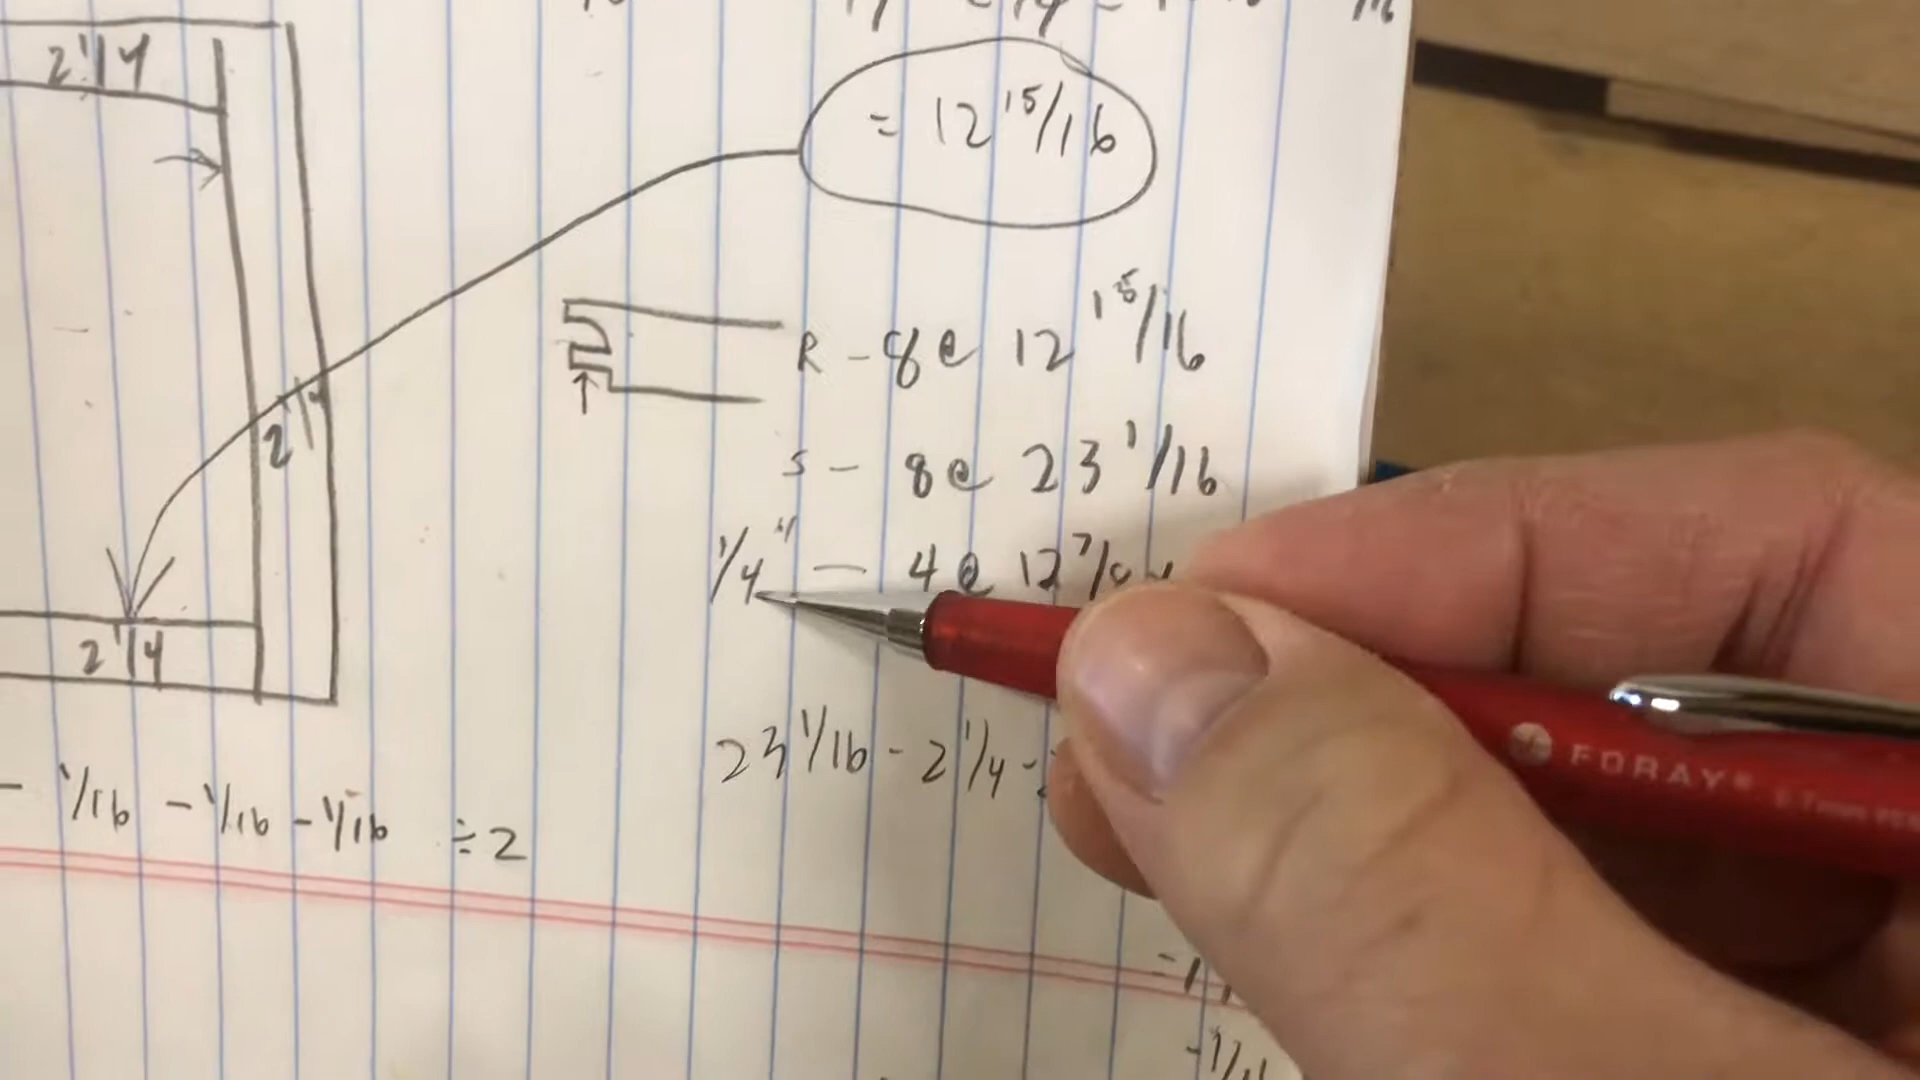 2 1/4
= 12 15/16
R - 8 @ 12 15/16
2 1/4
S - 8 @ 23 1/16
1/4" - 4 @ 12 7/8
2 1/4
23 1/16 - 2 1/4 -
- 1/16 - 1/16 - 1/16 ÷ 2
FORAY®